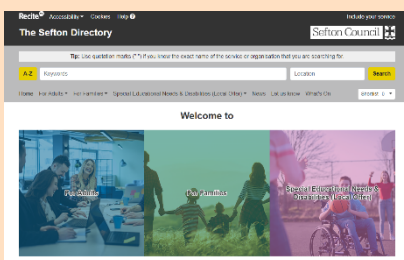 Recite Accessibility Cookies Help Include your service
The Sefton Directory Sefton Council
Tip: Use quotation marks (" ") if you know the exact name of the service or organisation that you are searching for.
A-Z Keywords Location Search
Home For Adults For Families Special Educational Needs & Disabilities (Local Offer) News Let us know What's On Shortlist 0
Welcome to
For Adults
For Families
Special Educational Needs &
Disabilities (Local Offer)